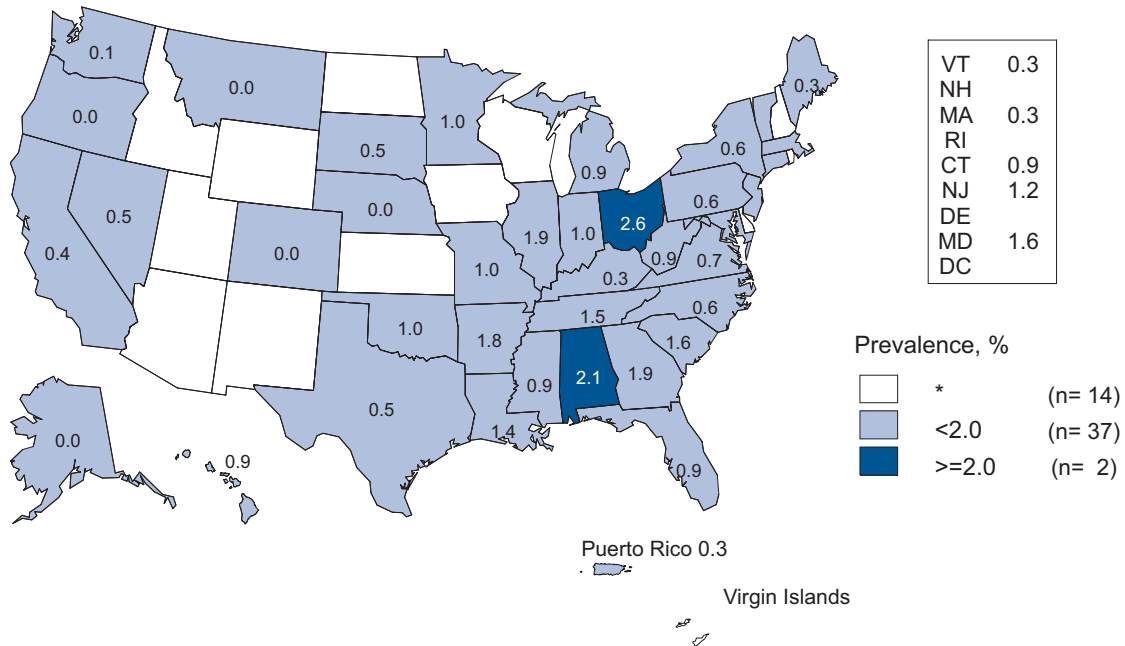 0.1
0.0
0.0
1.0
0.3
0.5
0.9
0.6
0.6
0.5
0.0
0.4
0.0
1.9
1.0
2.6
0.9
0.7
1.0
0.3
1.0
1.8
1.5
0.6
1.6
0.5
0.9
2.1
1.9
1.4
0.0
0.9
0.9
VT 0.3
NH
MA 0.3
RI
CT 0.9
NJ 1.2
DE
MD 1.6
DC
Prevalence, %
* (n= 14)
<2.0 (n= 37)
>=2.0 (n= 2)
Puerto Rico 0.3
Virgin Islands